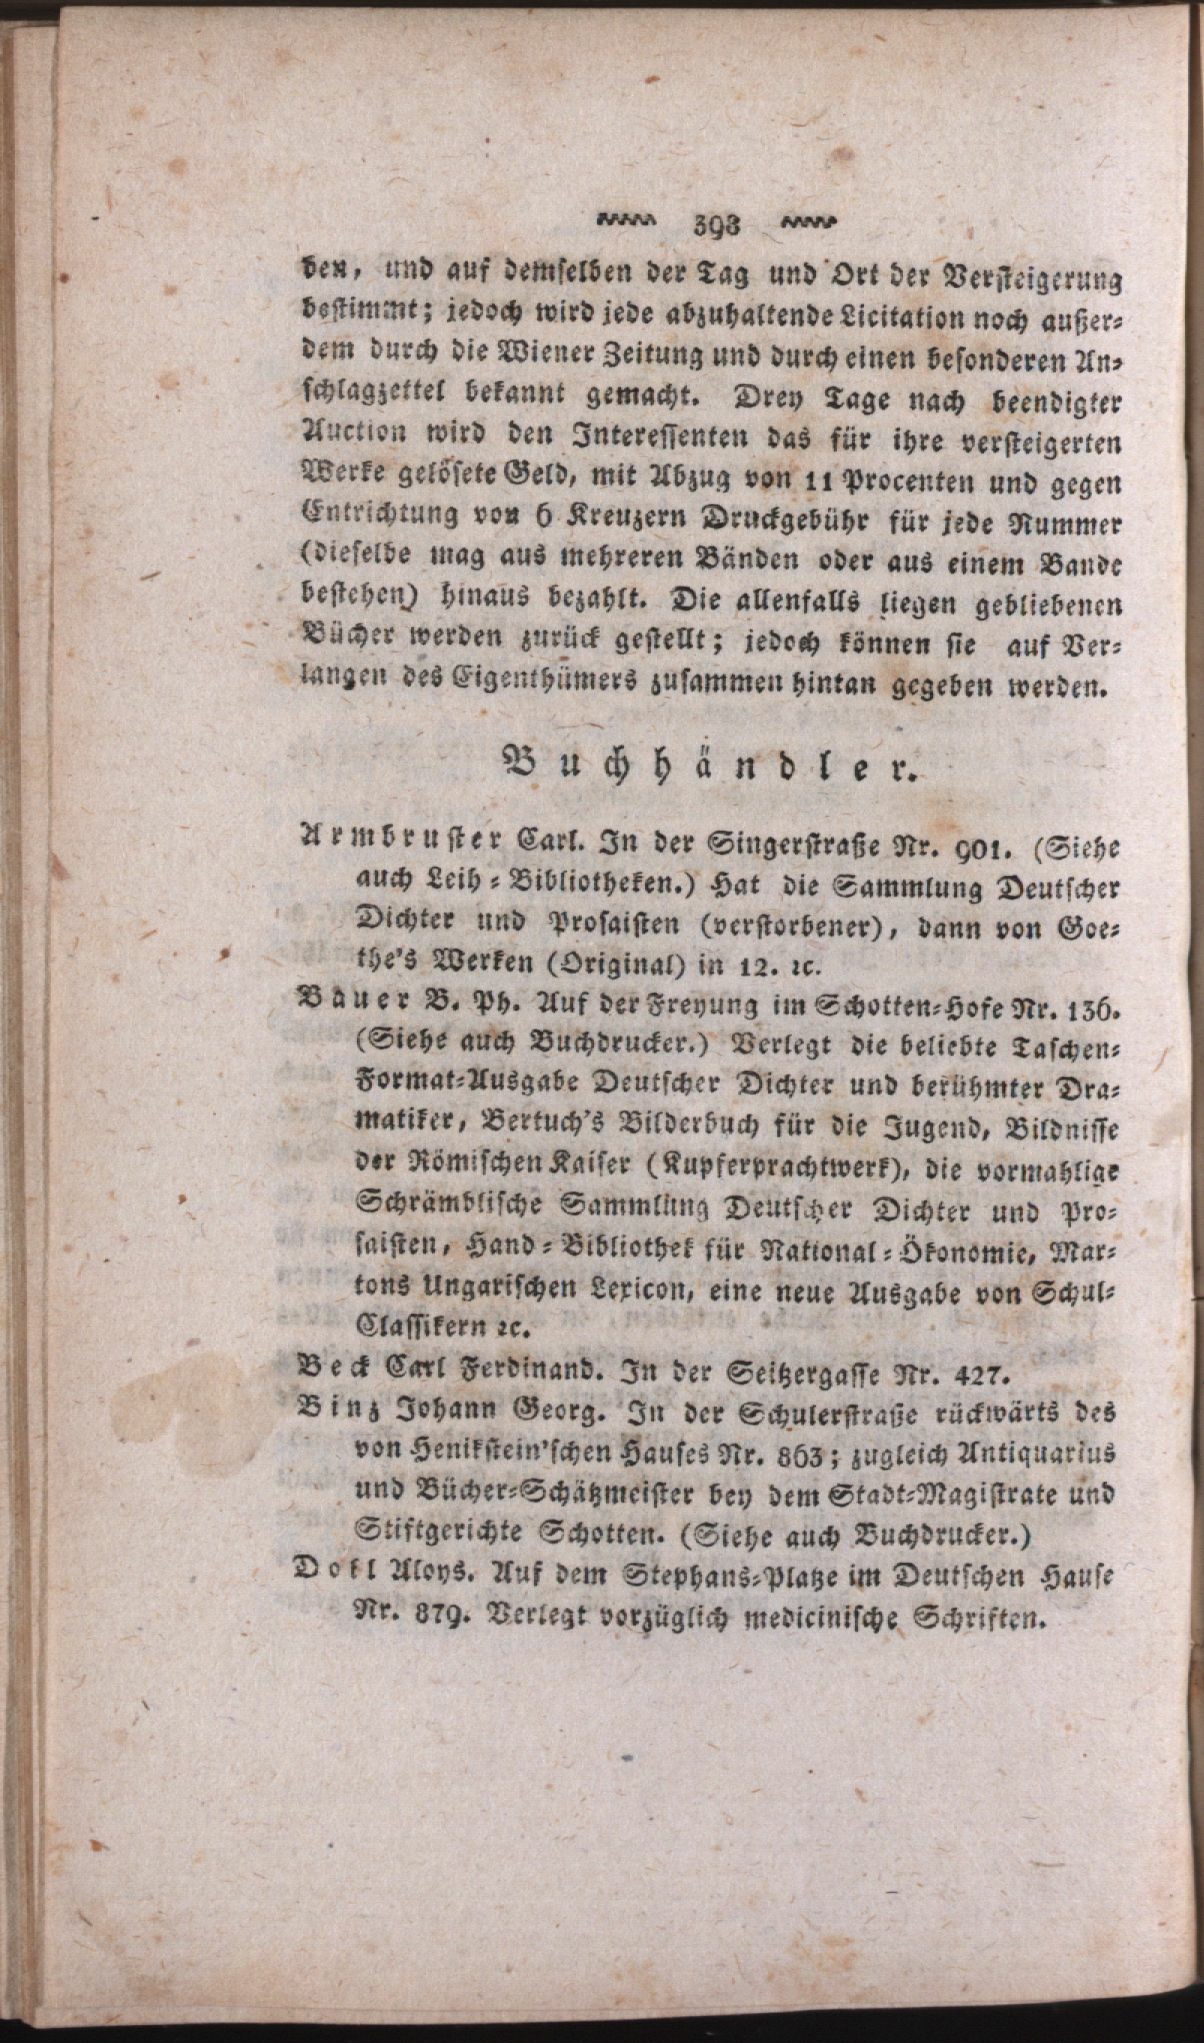 398
den, und auf demselben der Tag und Ort der Versteigerung
bestimmt; jedoch wird jede abzuhaltende Licitation noch außer-
dem durch die Wiener Zeitung und durch einen besonderen An-
schlagzettel bekannt gemacht. Drey Tage nach beendigter
Auction wird den Interessenten das für ihre versteigerten
Werke gelösete Geld, mit Abzug von 11 Procenten und gegen
Entrichtung von 6 Kreuzern Druckgebühr für jede Nummer
(dieselbe mag aus mehreren Bänden oder aus einem Bande
bestehen) hinaus bezahlt. Die allenfalls liegen gebliebenen
Bücher werden zurück gestellt; jedoch können sie auf Ver-
langen des Eigenthümers zusammen hintan gegeben werden.
Buchhändler.
Armbruster Carl. In der Singerstraße Nr. 901. (Siehe
auch Leih-Bibliotheken.) Hat die Sammlung Deutscher
Dichter und Prosaisten (verstorbener), dann von Goe-
the's Werken (Original) in 12. ꝛc.
Bauer B. Ph. Auf der Freyung im Schotten-Hofe Nr. 136.
(Siehe auch Buchdrucker.) Verlegt die beliebte Taschen-
Format-Ausgabe Deutscher Dichter und berühmter Dra-
matiker, Bertuch's Bilderbuch für die Jugend, Bildnisse
der Römischen Kaiser (Kupferprachtwerk), die vormahlige
Schrämblische Sammlung Deutscher Dichter und Pro-
saisten, Hand-Bibliothek für National-Ökonomie, Mar-
tons Ungarischen Lexicon, eine neue Ausgabe von Schul-
Classikern ꝛc.
Beck Carl Ferdinand. In der Seitzergasse Nr. 427.
Binz Johann Georg. In der Schulerstraße rückwärts des
von Henikstein'schen Hauses Nr. 863; zugleich Antiquarius
und Bücher-Schätzmeister bey dem Stadt-Magistrate und
Stiftgerichte Schotten. (Siehe auch Buchdrucker.)
Doll Aloys. Auf dem Stephans-Platze im Deutschen Hause
Nr. 879. Verlegt vorzüglich medicinische Schriften.